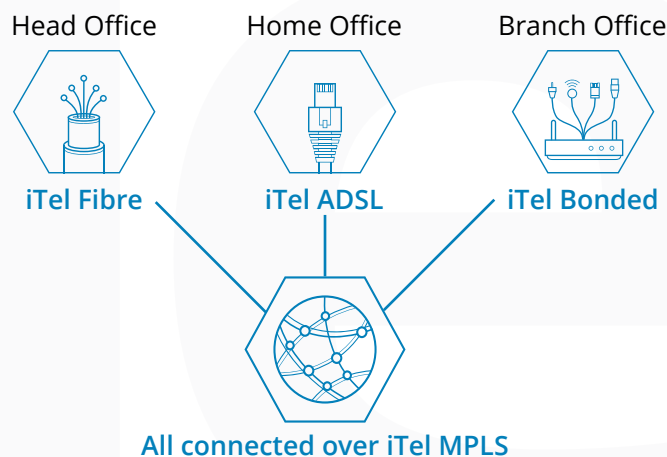 Head Office
Home Office
Branch Office
iTel Fibre
iTel ADSL
iTel Bonded
All connected over iTel MPLS